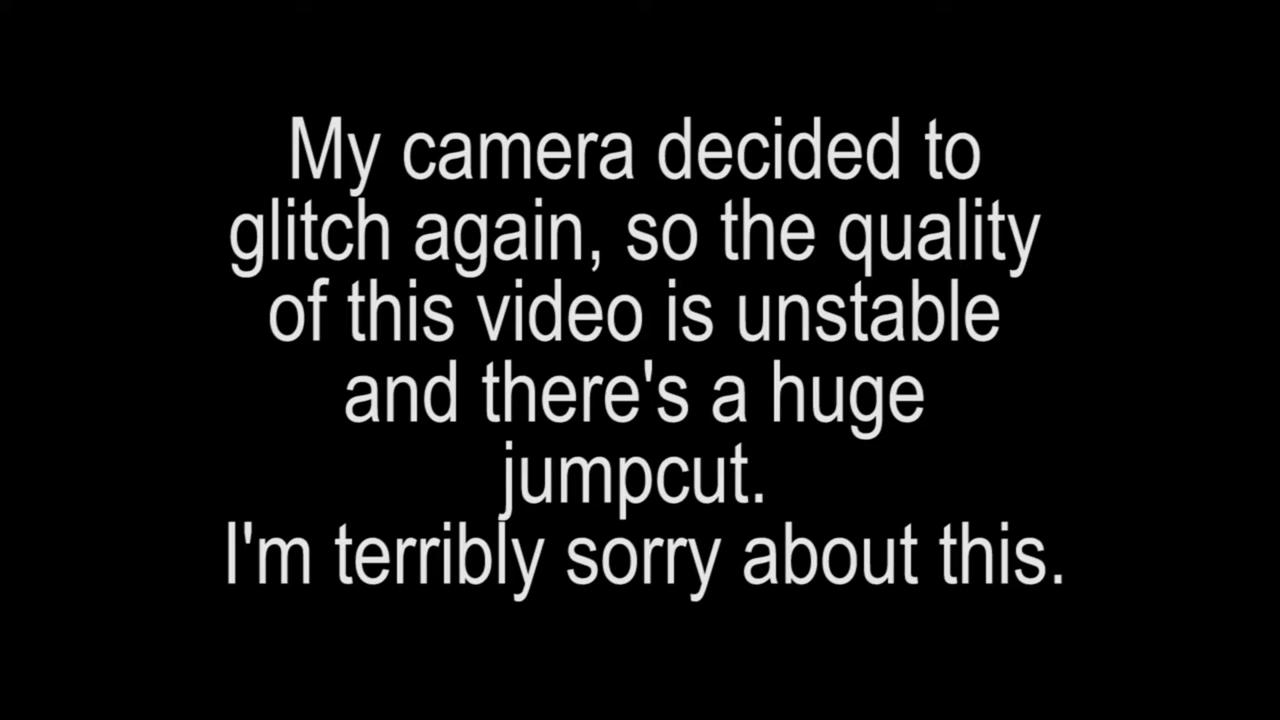 My camera decided to
glitch again, so the quality
of this video is unstable
and there's a huge
jumpcut.
I'm terribly sorry about this.